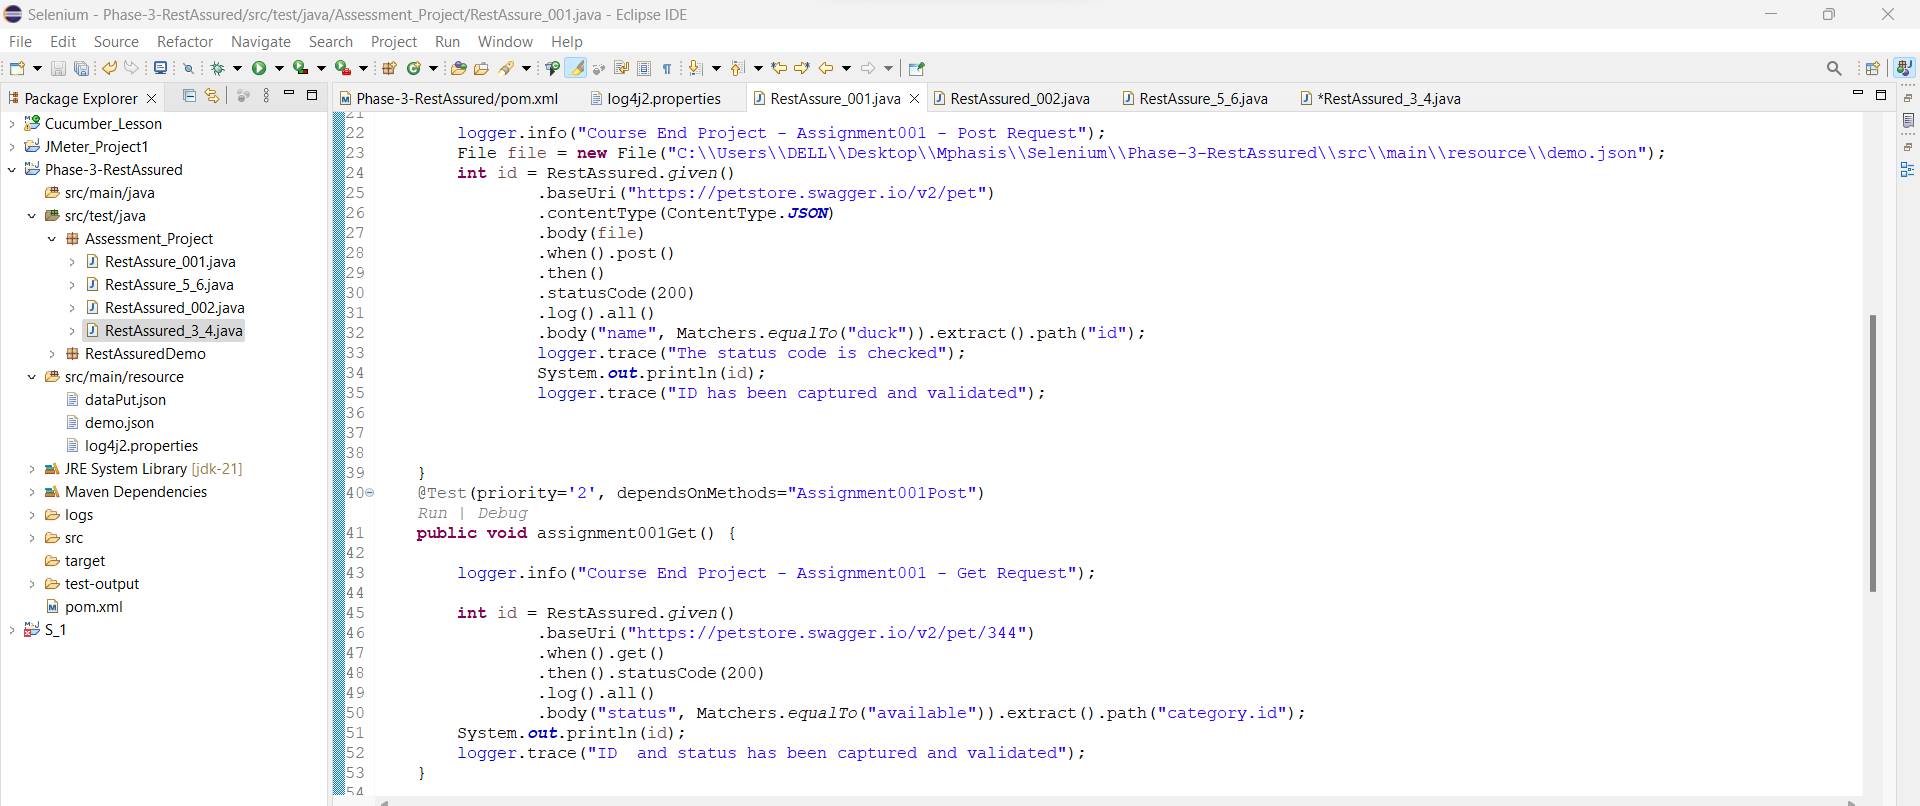 Selenium - Phase-3-RestAssured/src/test/java/Assessment_Project/RestAssure_001.java - Eclipse IDE
File Edit Source Refactor Navigate Search Project Run Window Help
Package Explorer
Phase-3-RestAssured/pom.xml log4j2.properties RestAssure_001.java RestAssured_002.java RestAssure_5_6.java *RestAssured_3_4.java
Cucumber_Lesson
JMeter_Project1
Phase-3-RestAssured
src/main/java
src/test/java
Assessment_Project
RestAssure_001.java
RestAssure_5_6.java
RestAssured_002.java
RestAssured_3_4.java
RestAssuredDemo
src/main/resource
dataPut.json
demo.json
log4j2.properties
JRE System Library [jdk-21]
Maven Dependencies
logs
src
target
test-output
pom.xml
S_1
21
22 logger.info("Course End Project - Assignment001 - Post Request");
23 File file = new File("C:\\Users\\DELL\\Desktop\\Mphasis\\Selenium\\Phase-3-RestAssured\\src\\main\\resource\\demo.json");
24 int id = RestAssured.given()
25 .baseUri("https://petstore.swagger.io/v2/pet")
26 .contentType(ContentType.JSON)
27 .body(file)
28 .when().post()
29 .then()
30 .statusCode(200)
31 .log().all()
32 .body("name", Matchers.equalTo("duck")).extract().path("id");
33 logger.trace("The status code is checked");
34 System.out.println(id);
35 logger.trace("ID has been captured and validated");
36
37
38
39 }
40 @Test(priority='2', dependsOnMethods="Assignment001Post")
Run | Debug
41 public void assignment001Get() {
42
43 logger.info("Course End Project - Assignment001 - Get Request");
44
45 int id = RestAssured.given()
46 .baseUri("https://petstore.swagger.io/v2/pet/344")
47 .when().get()
48 .then().statusCode(200)
49 .log().all()
50 .body("status", Matchers.equalTo("available")).extract().path("category.id");
51 System.out.println(id);
52 logger.trace("ID  and status has been captured and validated");
53 }
54